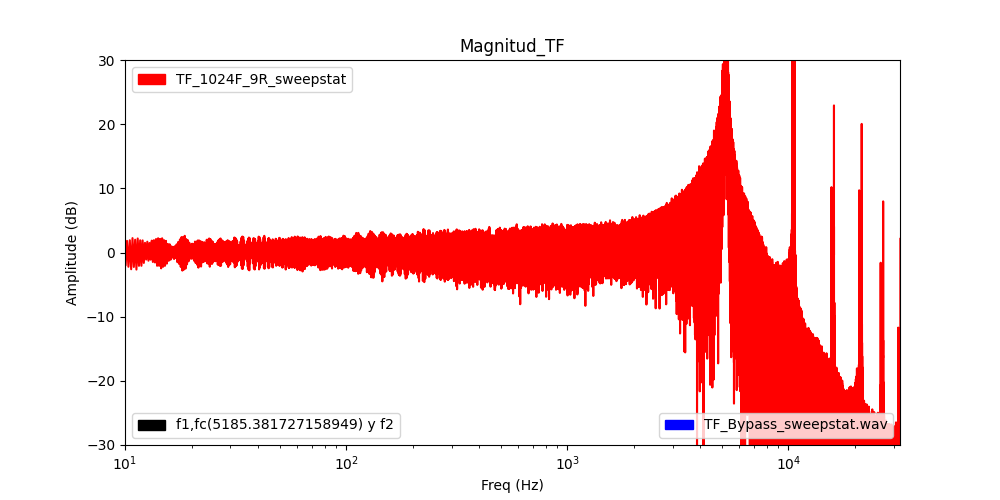 Magnitud_TF
TF_1024F_9R_sweepstat
30
20
10
0
−10
−20
−30
Amplitude (dB)
f1,fc(5185.381727158949) y f2
TF_Bypass_sweepstat.wav
10¹
10²
10³
10⁴
Freq (Hz)